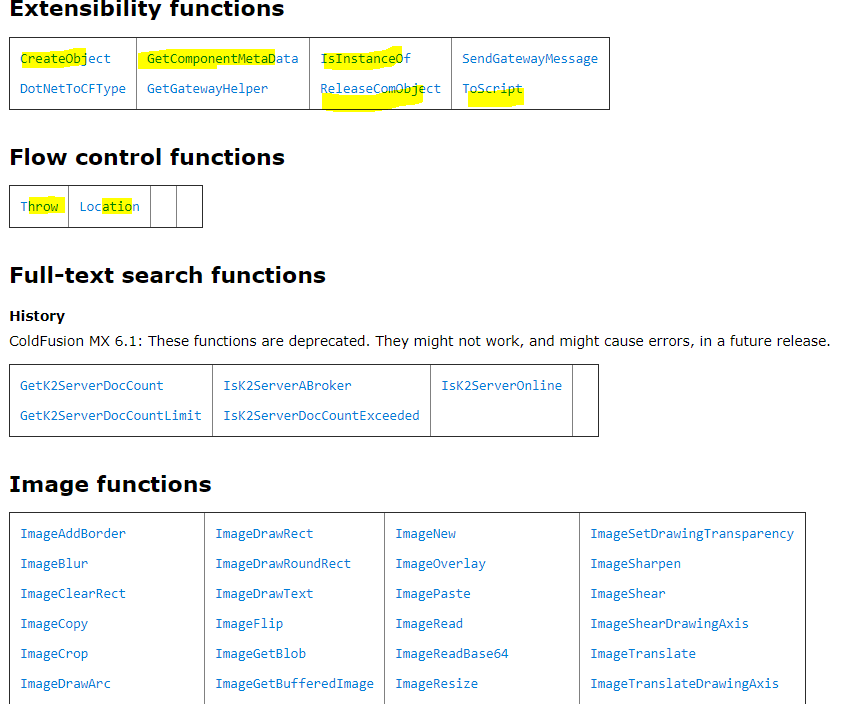 Extensibility functions
CreateObject GetComponentMetaData IsInstanceOf SendGatewayMessage
DotNetToCFType GetGatewayHelper ReleaseComObject ToScript
Flow control functions
Throw Location
Full-text search functions
History
ColdFusion MX 6.1: These functions are deprecated. They might not work, and might cause errors, in a future release.
GetK2ServerDocCount IsK2ServerABroker IsK2ServerOnline
GetK2ServerDocCountLimit IsK2ServerDocCountExceeded
Image functions
ImageAddBorder ImageDrawRect ImageNew ImageSetDrawingTransparency
ImageBlur ImageDrawRoundRect ImageOverlay ImageSharpen
ImageClearRect ImageDrawText ImagePaste ImageShear
ImageCopy ImageFlip ImageRead ImageShearDrawingAxis
ImageCrop ImageGetBlob ImageReadBase64 ImageTranslate
ImageDrawArc ImageGetBufferedImage ImageResize ImageTranslateDrawingAxis